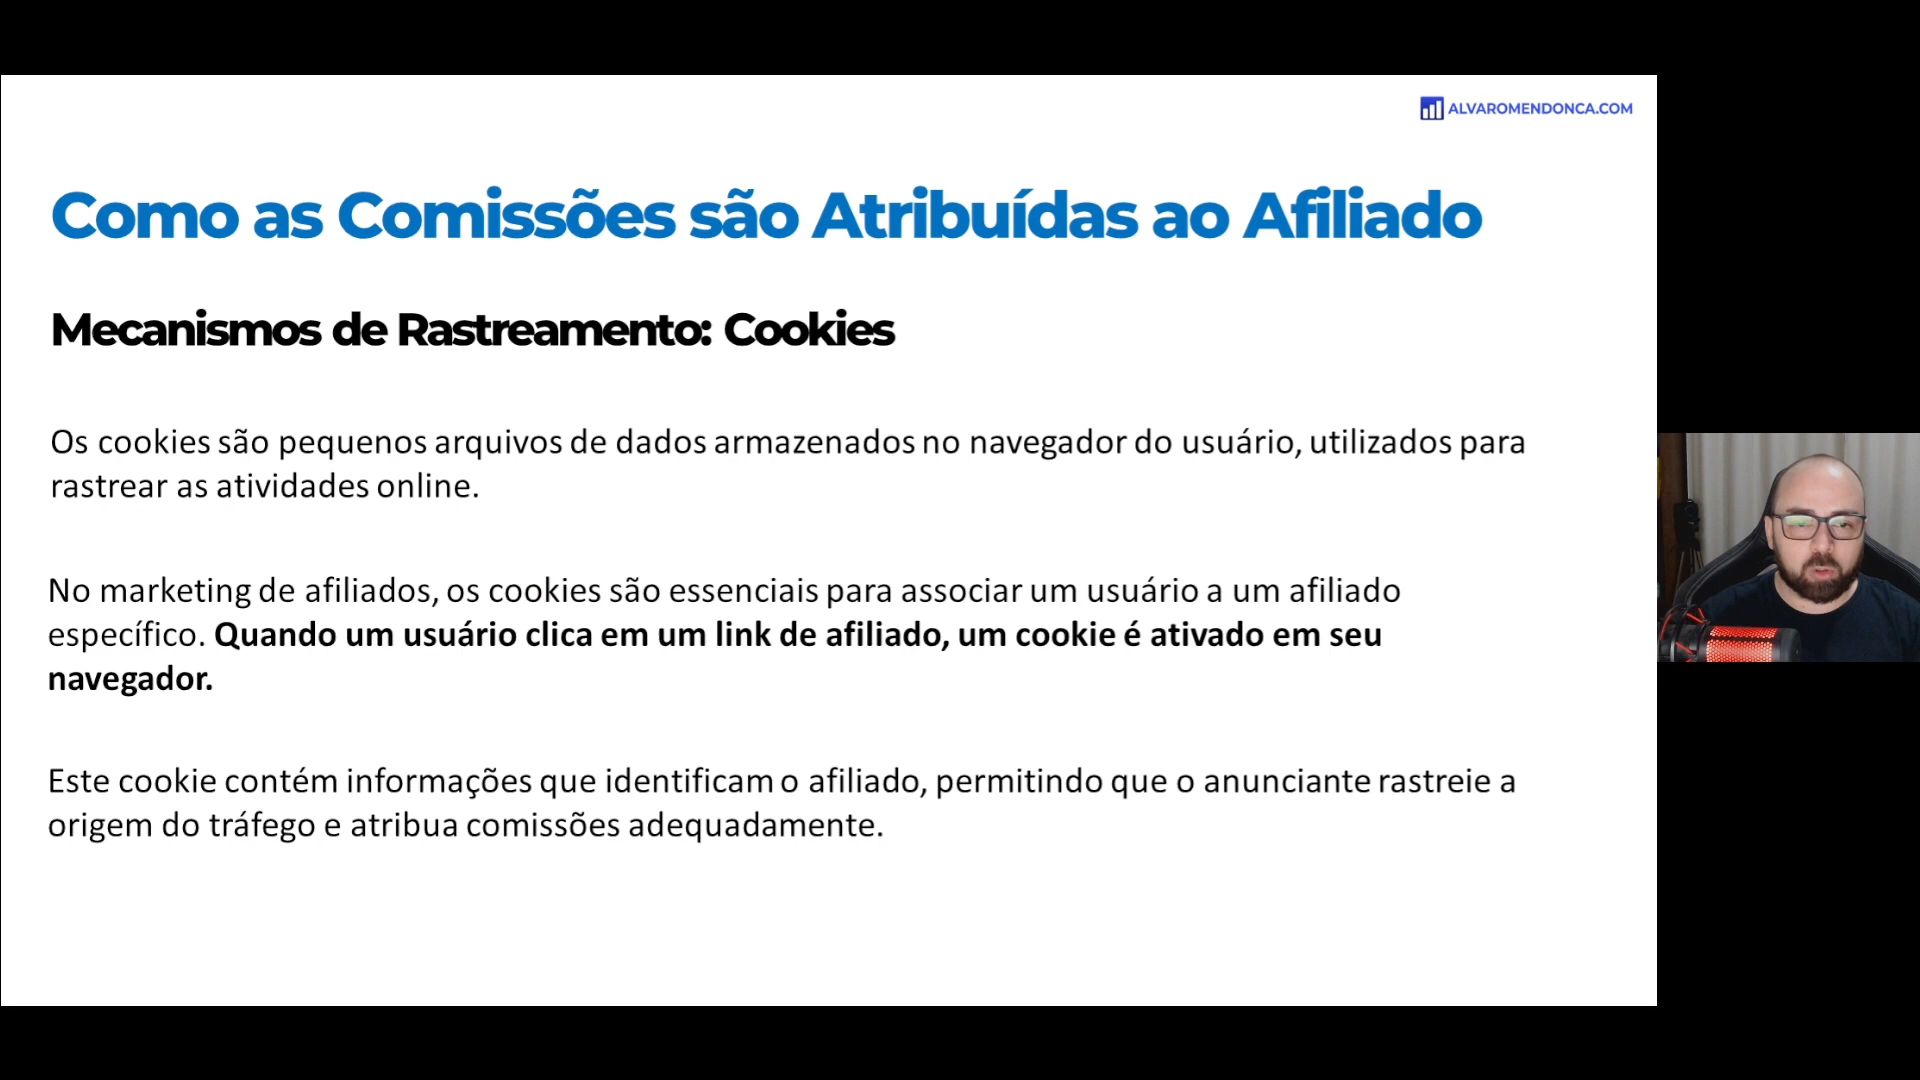 ALVAROMENDONCA.COM
Como as Comissões são Atribuídas ao Afiliado
Mecanismos de Rastreamento: Cookies
Os cookies são pequenos arquivos de dados armazenados no navegador do usuário, utilizados para
rastrear as atividades online.
No marketing de afiliados, os cookies são essenciais para associar um usuário a um afiliado
específico. Quando um usuário clica em um link de afiliado, um cookie é ativado em seu
navegador.
Este cookie contém informações que identificam o afiliado, permitindo que o anunciante rastreie a
origem do tráfego e atribua comissões adequadamente.